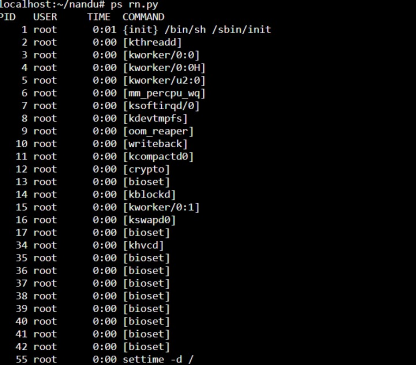 localhost:~/nandu# ps rn.py
PID   USER     TIME  COMMAND
    1 root      0:01 {init} /bin/sh /sbin/init
    2 root      0:00 [kthreadd]
    3 root      0:00 [kworker/0:0]
    4 root      0:00 [kworker/0:0H]
    5 root      0:00 [kworker/u2:0]
    6 root      0:00 [mm_percpu_wq]
    7 root      0:00 [ksoftirqd/0]
    8 root      0:00 [kdevtmpfs]
    9 root      0:00 [oom_reaper]
   10 root      0:00 [writeback]
   11 root      0:00 [kcompactd0]
   12 root      0:00 [crypto]
   13 root      0:00 [bioset]
   14 root      0:00 [kblockd]
   15 root      0:00 [kworker/0:1]
   16 root      0:00 [kswapd0]
   17 root      0:00 [bioset]
   34 root      0:00 [khvcd]
   35 root      0:00 [bioset]
   36 root      0:00 [bioset]
   37 root      0:00 [bioset]
   38 root      0:00 [bioset]
   39 root      0:00 [bioset]
   40 root      0:00 [bioset]
   41 root      0:00 [bioset]
   42 root      0:00 [bioset]
   55 root      0:00 settime -d /